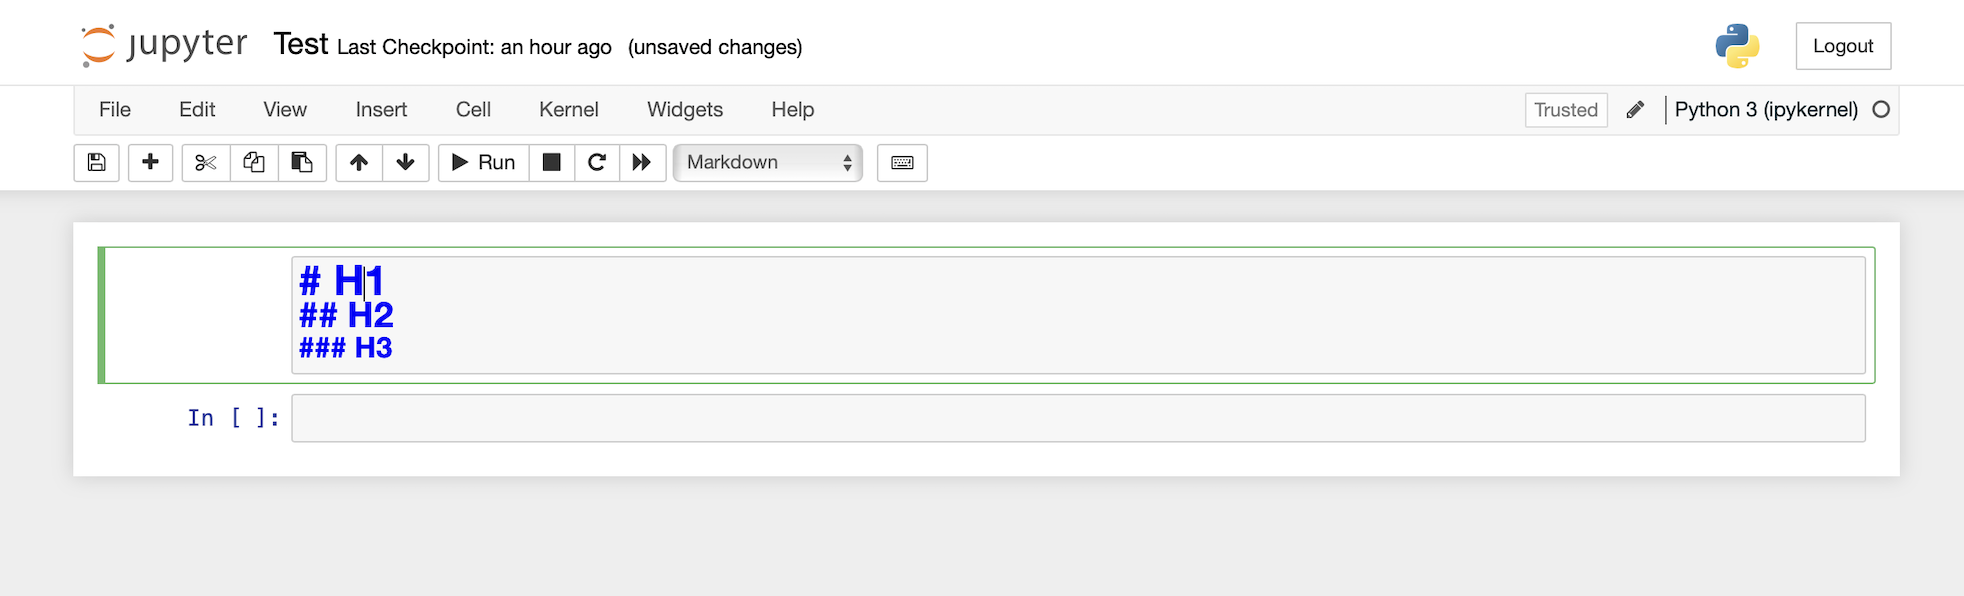 jupyter Test Last Checkpoint: an hour ago (unsaved changes) Logout
File Edit View Insert Cell Kernel Widgets Help Trusted Python 3 (ipykernel)
Run Markdown
# H1
## H2
### H3
In [ ]: